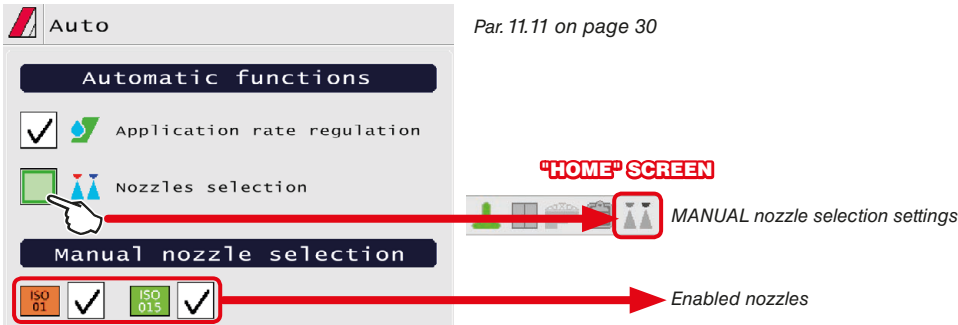 Auto
Par. 11.11 on page 30
Automatic functions
Application rate regulation
Nozzles selection
"HOME" SCREEN
MANUAL nozzle selection settings
Manual nozzle selection
ISO
01
ISO
015
Enabled nozzles